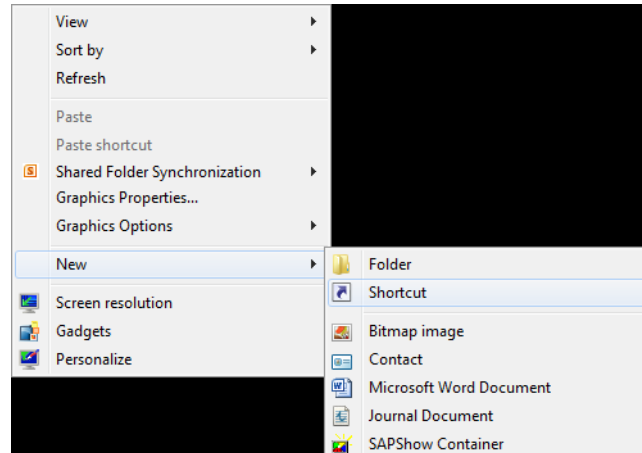 View
Sort by
Refresh
Paste
Paste shortcut
S Shared Folder Synchronization
Graphics Properties...
Graphics Options
New
Screen resolution
Gadgets
Personalize
Folder
Shortcut
Bitmap image
Contact
Microsoft Word Document
Journal Document
SAPShow Container